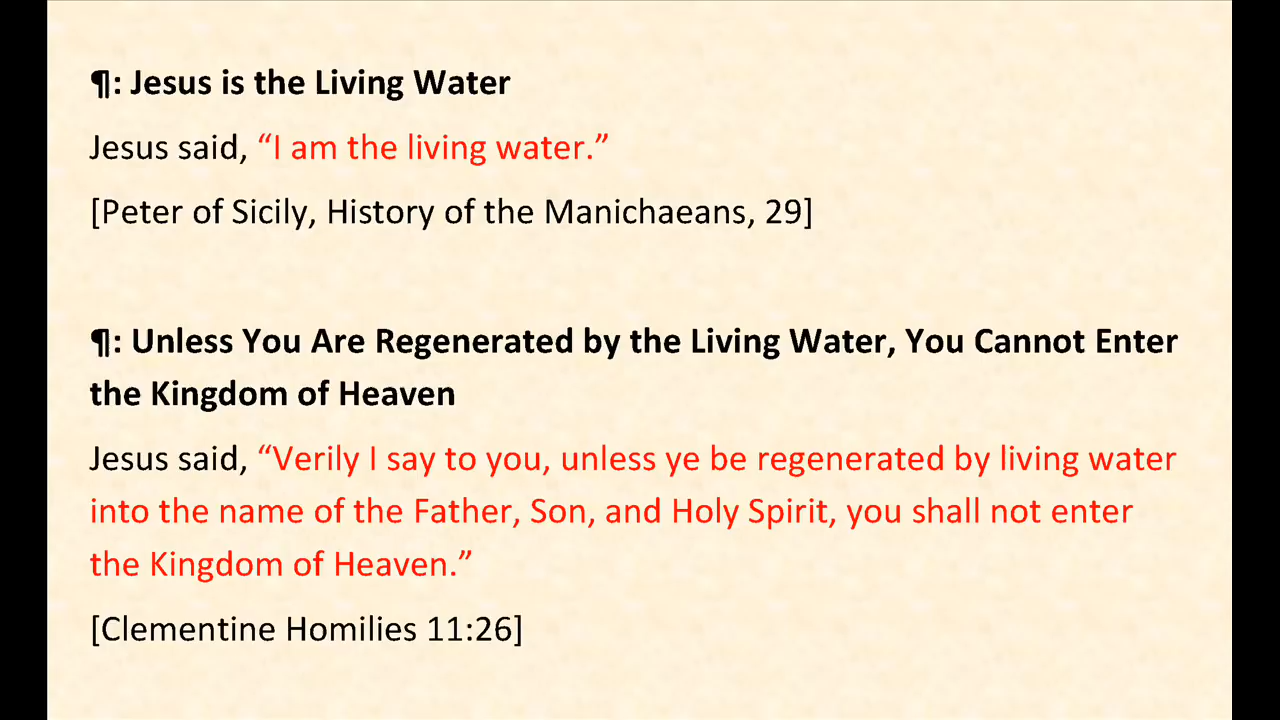 ¶: Jesus is the Living Water
Jesus said, “I am the living water.”
[Peter of Sicily, History of the Manichaeans, 29]
¶: Unless You Are Regenerated by the Living Water, You Cannot Enter
the Kingdom of Heaven
Jesus said, “Verily I say to you, unless ye be regenerated by living water
into the name of the Father, Son, and Holy Spirit, you shall not enter
the Kingdom of Heaven.”
[Clementine Homilies 11:26]